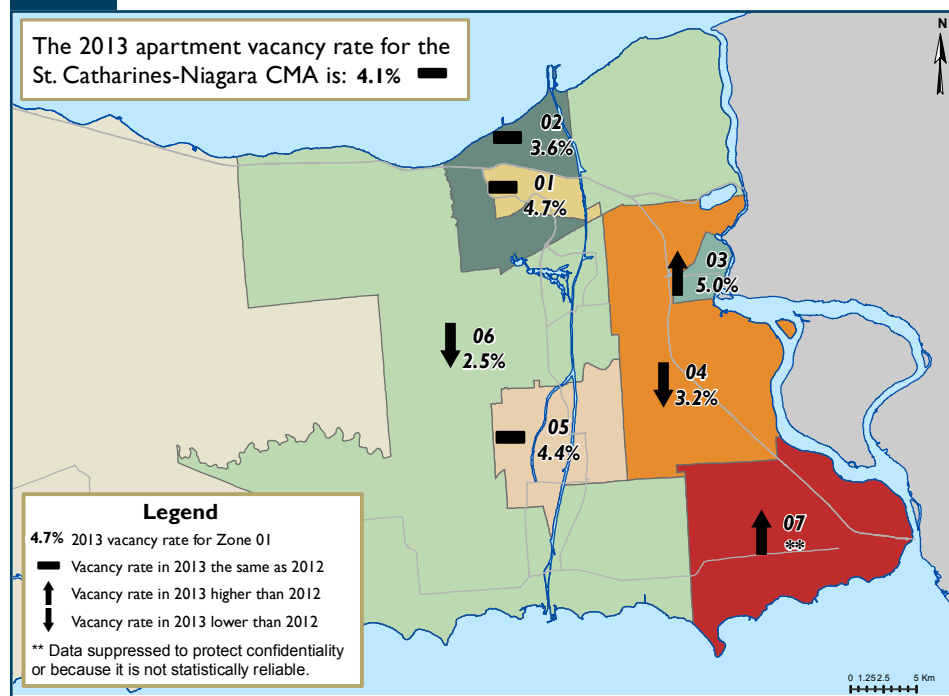 The 2013 apartment vacancy rate for the
St. Catharines-Niagara CMA is: 4.1%
N
02
3.6%
01
4.7%
03
5.0%
06
2.5%
04
3.2%
05
4.4%
07
**
Legend
4.7% 2013 vacancy rate for Zone 01
Vacancy rate in 2013 the same as 2012
Vacancy rate in 2013 higher than 2012
Vacancy rate in 2013 lower than 2012
** Data suppressed to protect confidentiality
or because it is not statistically reliable.
0 1.252.5 5 Km